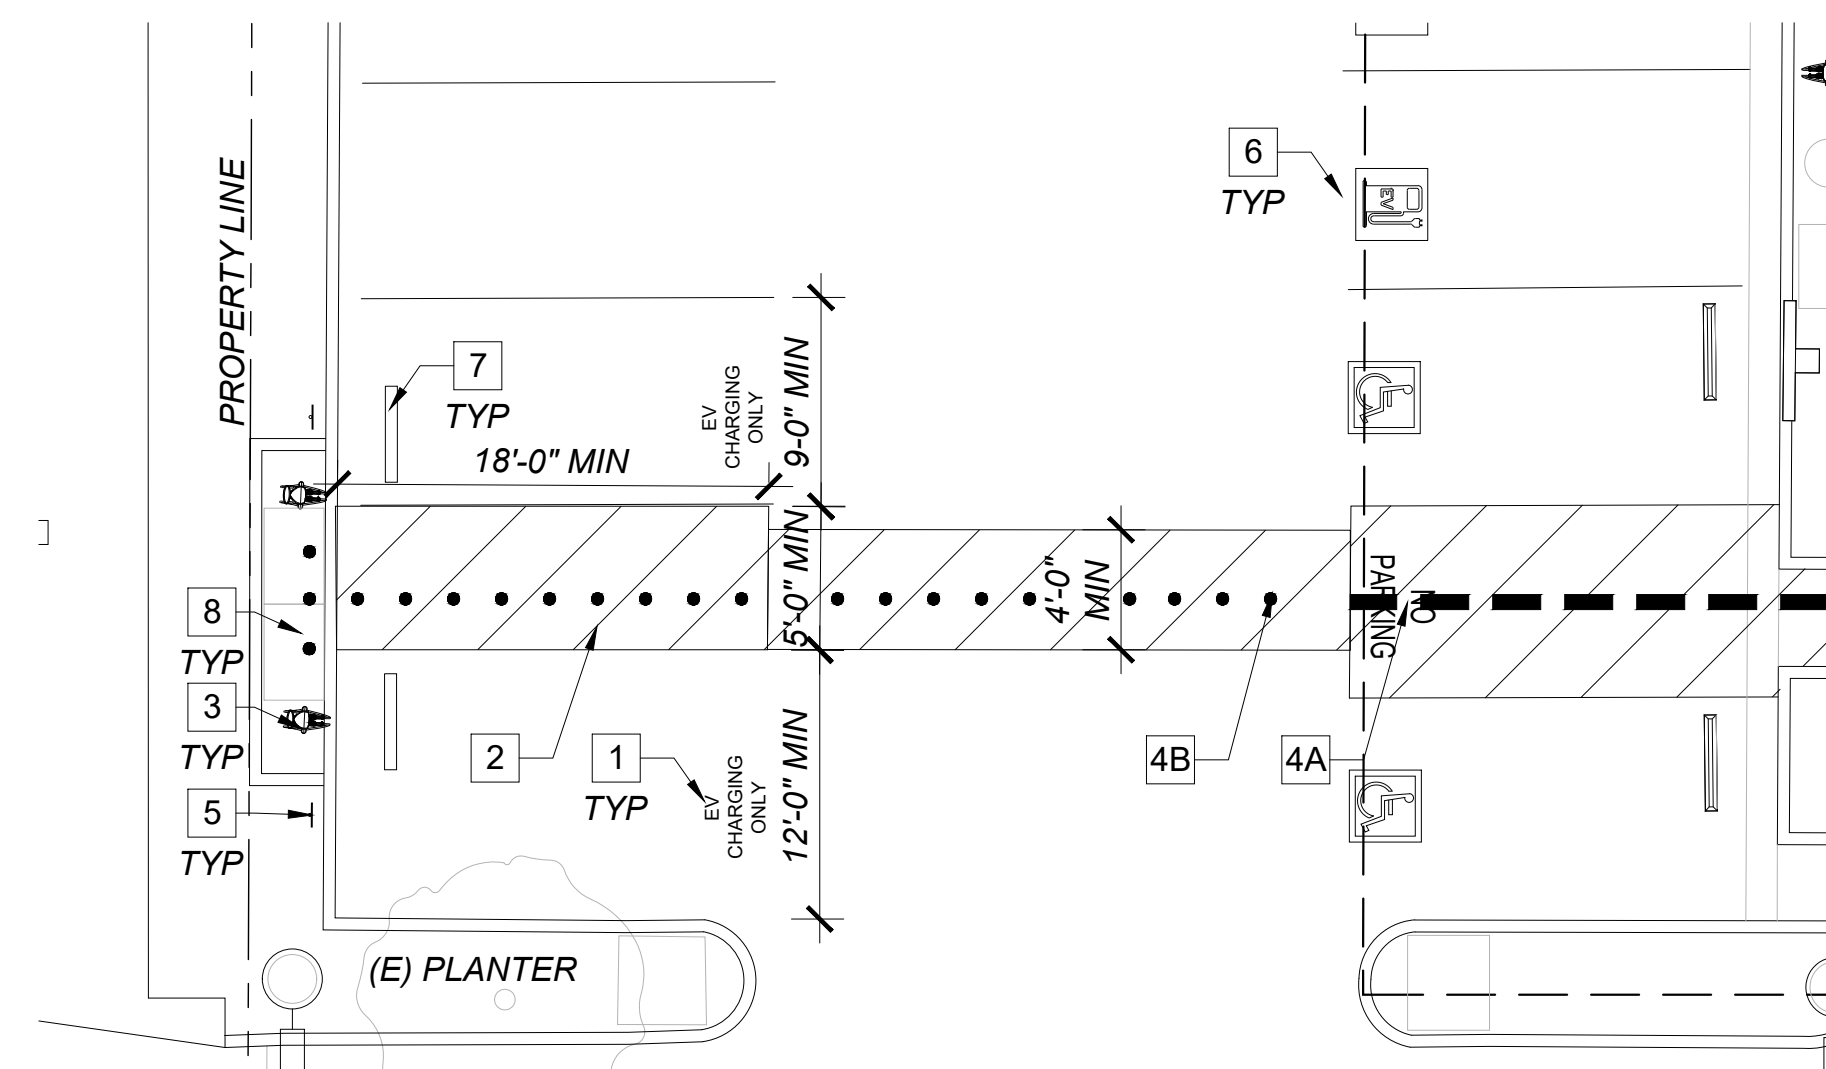 PROPERTY LINE
6
TYP
EV
7
TYP
18'-0" MIN
EV
CHARGING
ONLY
9'-0" MIN
5'-0" MIN
4'-0"
MIN
NO
PARKING
8
TYP
3
TYP
2
1
TYP
EV
CHARGING
ONLY
12'-0" MIN
4B
4A
5
TYP
(E) PLANTER